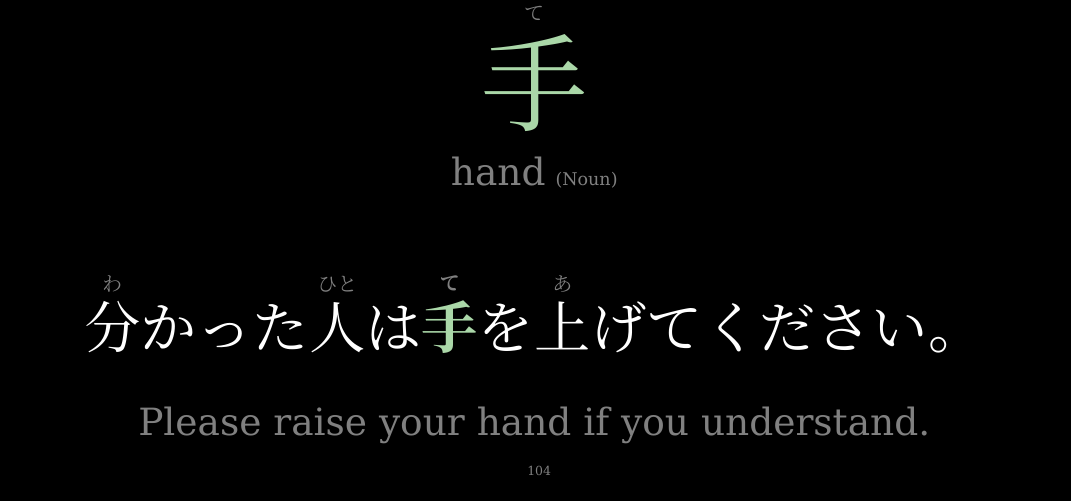 て
手
hand (Noun)
わ ひと て あ
分かった人は手を上げてください。
Please raise your hand if you understand.
104